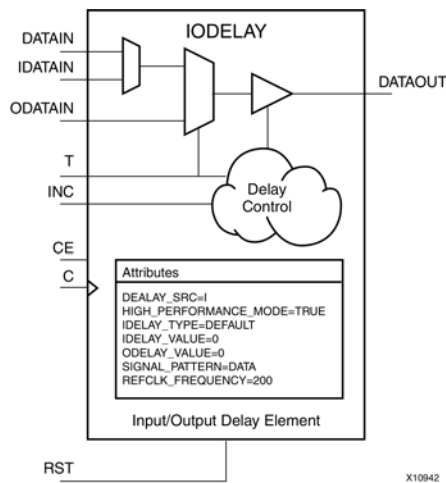 IODELAY
DATAIN
IDATAIN
DATAOUT
ODATAIN
T
INC
Delay
Control
CE
C
Attributes
DEALAY_SRC=I
HIGH_PERFORMANCE_MODE=TRUE
IDELAY_TYPE=DEFAULT
IDELAY_VALUE=0
ODELAY_VALUE=0
SIGNAL_PATTERN=DATA
REFCLK_FREQUENCY=200
Input/Output Delay Element
RST
X10942